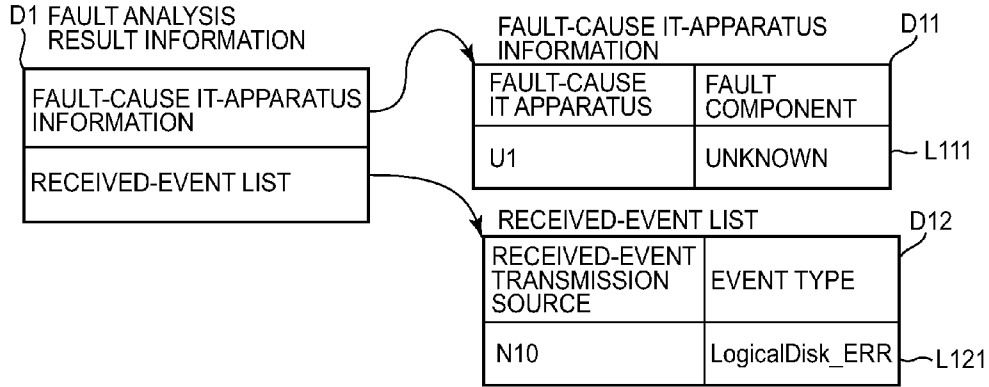 D1 FAULT ANALYSIS
RESULT INFORMATION
FAULT-CAUSE IT-APPARATUS
INFORMATION
RECEIVED-EVENT LIST
FAULT-CAUSE IT-APPARATUS
INFORMATION
D11
FAULT-CAUSE
IT APPARATUS
FAULT
COMPONENT
U1
UNKNOWN
L111
RECEIVED-EVENT LIST
D12
RECEIVED-EVENT
TRANSMISSION
SOURCE
EVENT TYPE
N10
LogicalDisk_ERR
L121